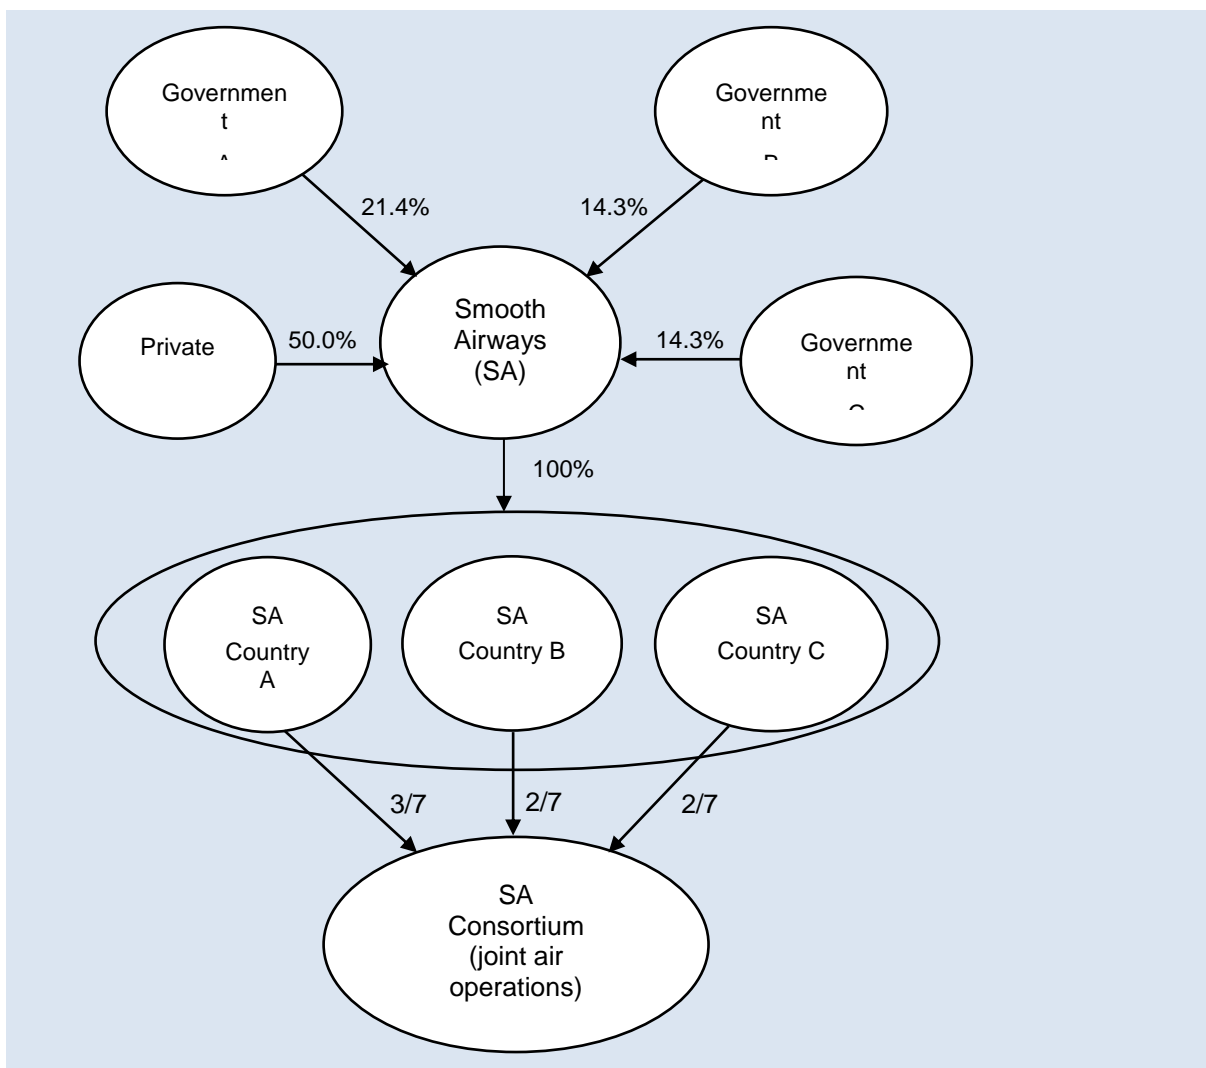 Governmen
t
Governme
nt
21.4%
14.3%
Smooth
Airways
(SA)
Private
50.0%
14.3%
Governme
nt
100%
SA
Country
A
SA
Country B
SA
Country C
3/7
2/7
2/7
SA
Consortium
(joint air
operations)